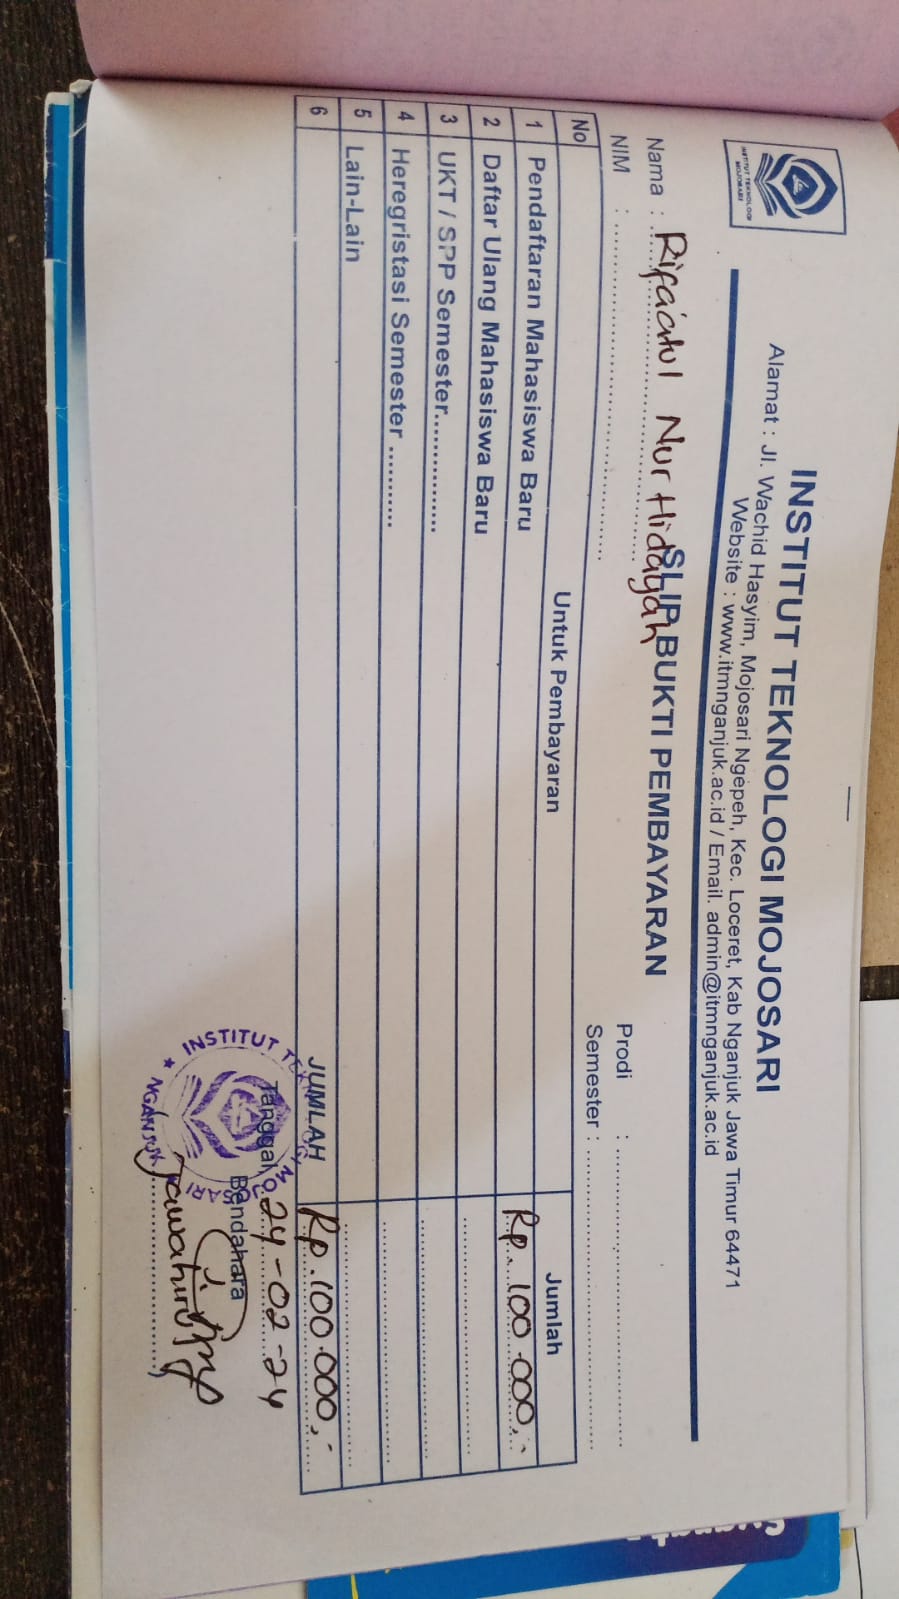 INSTITUT TEKNOLOGI
MOJOSARI
INSTITUT TEKNOLOGI MOJOSARI
Alamat : Jl. Wachid Hasyim, Mojosari Ngepeh, Kec. Loceret, Kab Nganjuk Jawa Timur 64471
Website : www.itmnganjuk.ac.id / Email. admin@itmnganjuk.ac.id
SLIP BUKTI PEMBAYARAN
Nama : Rifa'atul Nur Hidayah
NIM : Prodi :
Semester :
No Untuk Pembayaran Jumlah
1 Pendaftaran Mahasiswa Baru Rp. 100.000,-
2 Daftar Ulang Mahasiswa Baru
3 UKT / SPP Semester..............
4 Heregristasi Semester ...........
5 Lain-Lain
6
JUMLAH Rp. 100.000,-
Tanggal 24-02-24
Bendahara
INSTITUT TEKNOLOGI MOJOSARI
★ NGANJUK